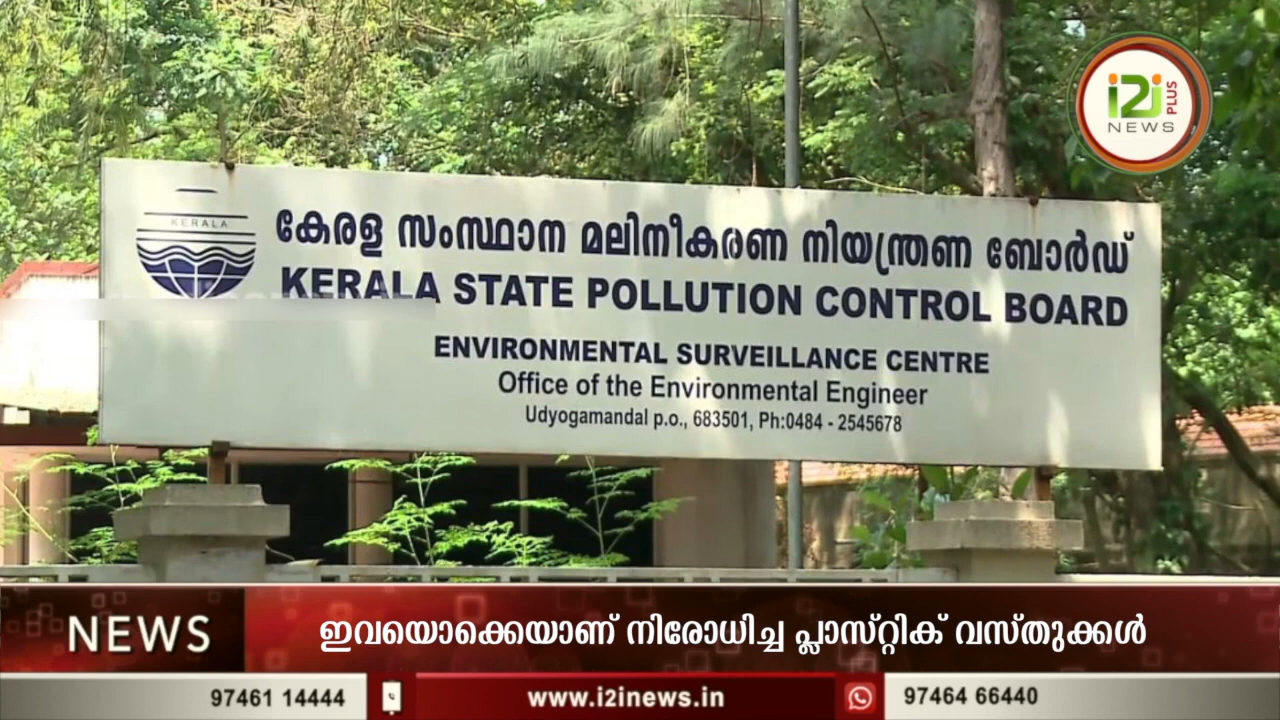 i2i PLUS
NEWS
KERALA
കേരള സംസ്ഥാന മലിനീകരണ നിയന്ത്രണ ബോർഡ്
KERALA STATE POLLUTION CONTROL BOARD
ENVIRONMENTAL SURVEILLANCE CENTRE
Office of the Environmental Engineer
Udyogamandal p.o., 683501, Ph:0484 - 2545678
NEWS
ഇവയൊക്കെയാണ് നിരോധിച്ച പ്ലാസ്റ്റിക് വസ്തുക്കൾ
97461 14444
www.i2inews.in
97464 66440